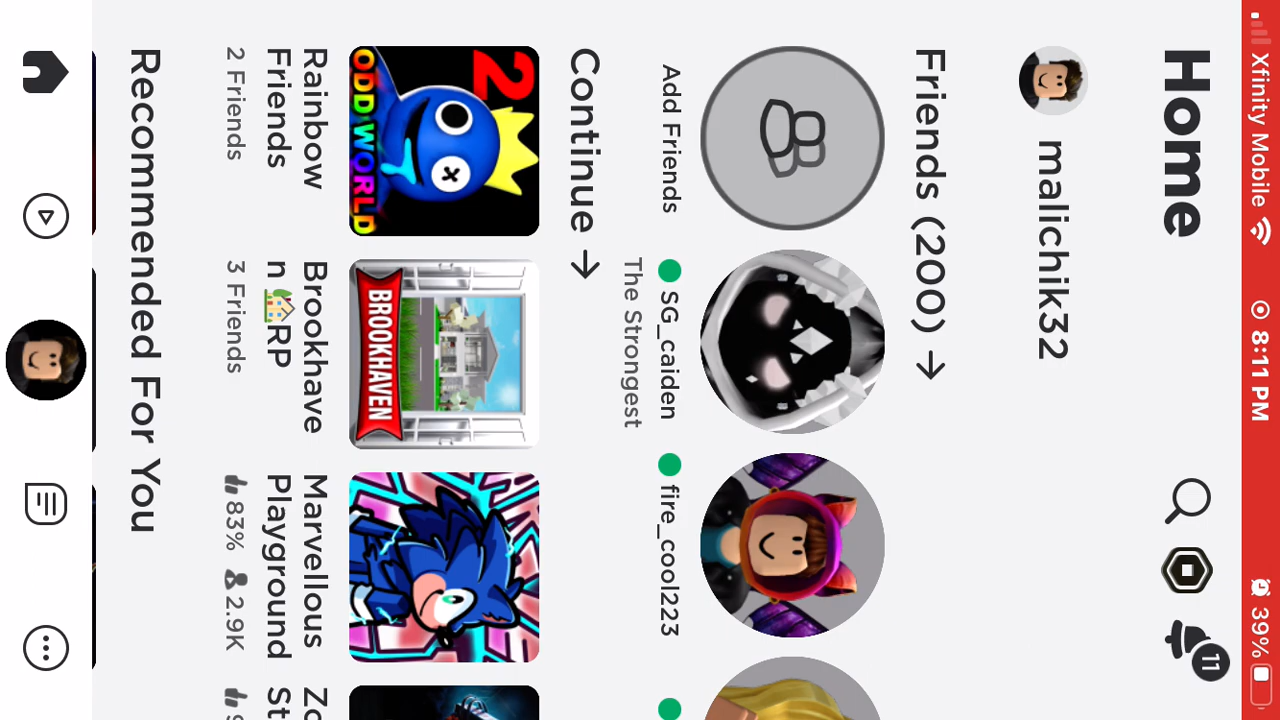 Xfinity Mobile 8:11 PM 39%
Home
11
malichik32
Friends (200) →
Add Friends
SG_caiden
The Strongest
fire_cool223
Continue →
2
ODD WORLD
BROOKHAVEN
Rainbow
Friends
2 Friends
Brookhave
n 🏡RP
3 Friends
Marvellous
Playground
83% 2.9K
Recommended For You